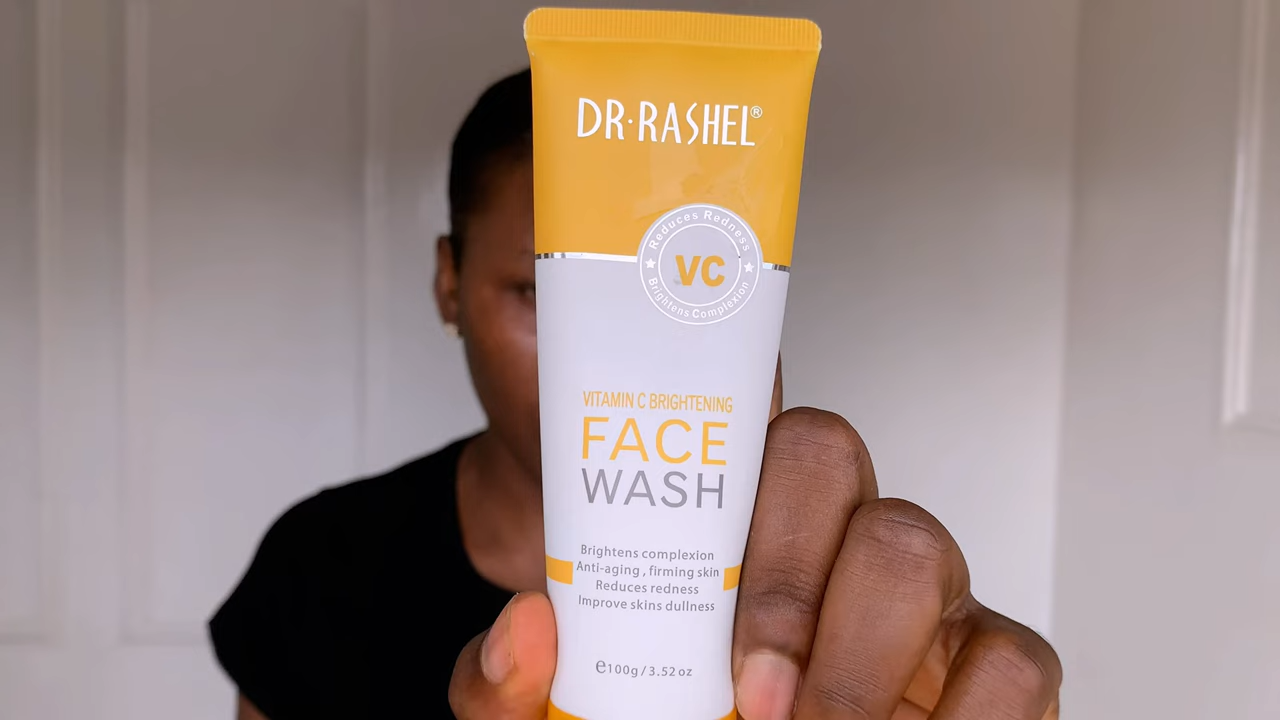 DR·RASHEL®
Reduces Redness
VC
Brightens Complexion
VITAMIN C BRIGHTENING
FACE
WASH
Brightens complexion
Anti-aging , firming skin
Reduces redness
Improve skins dullness
℮100g / 3.52 oz